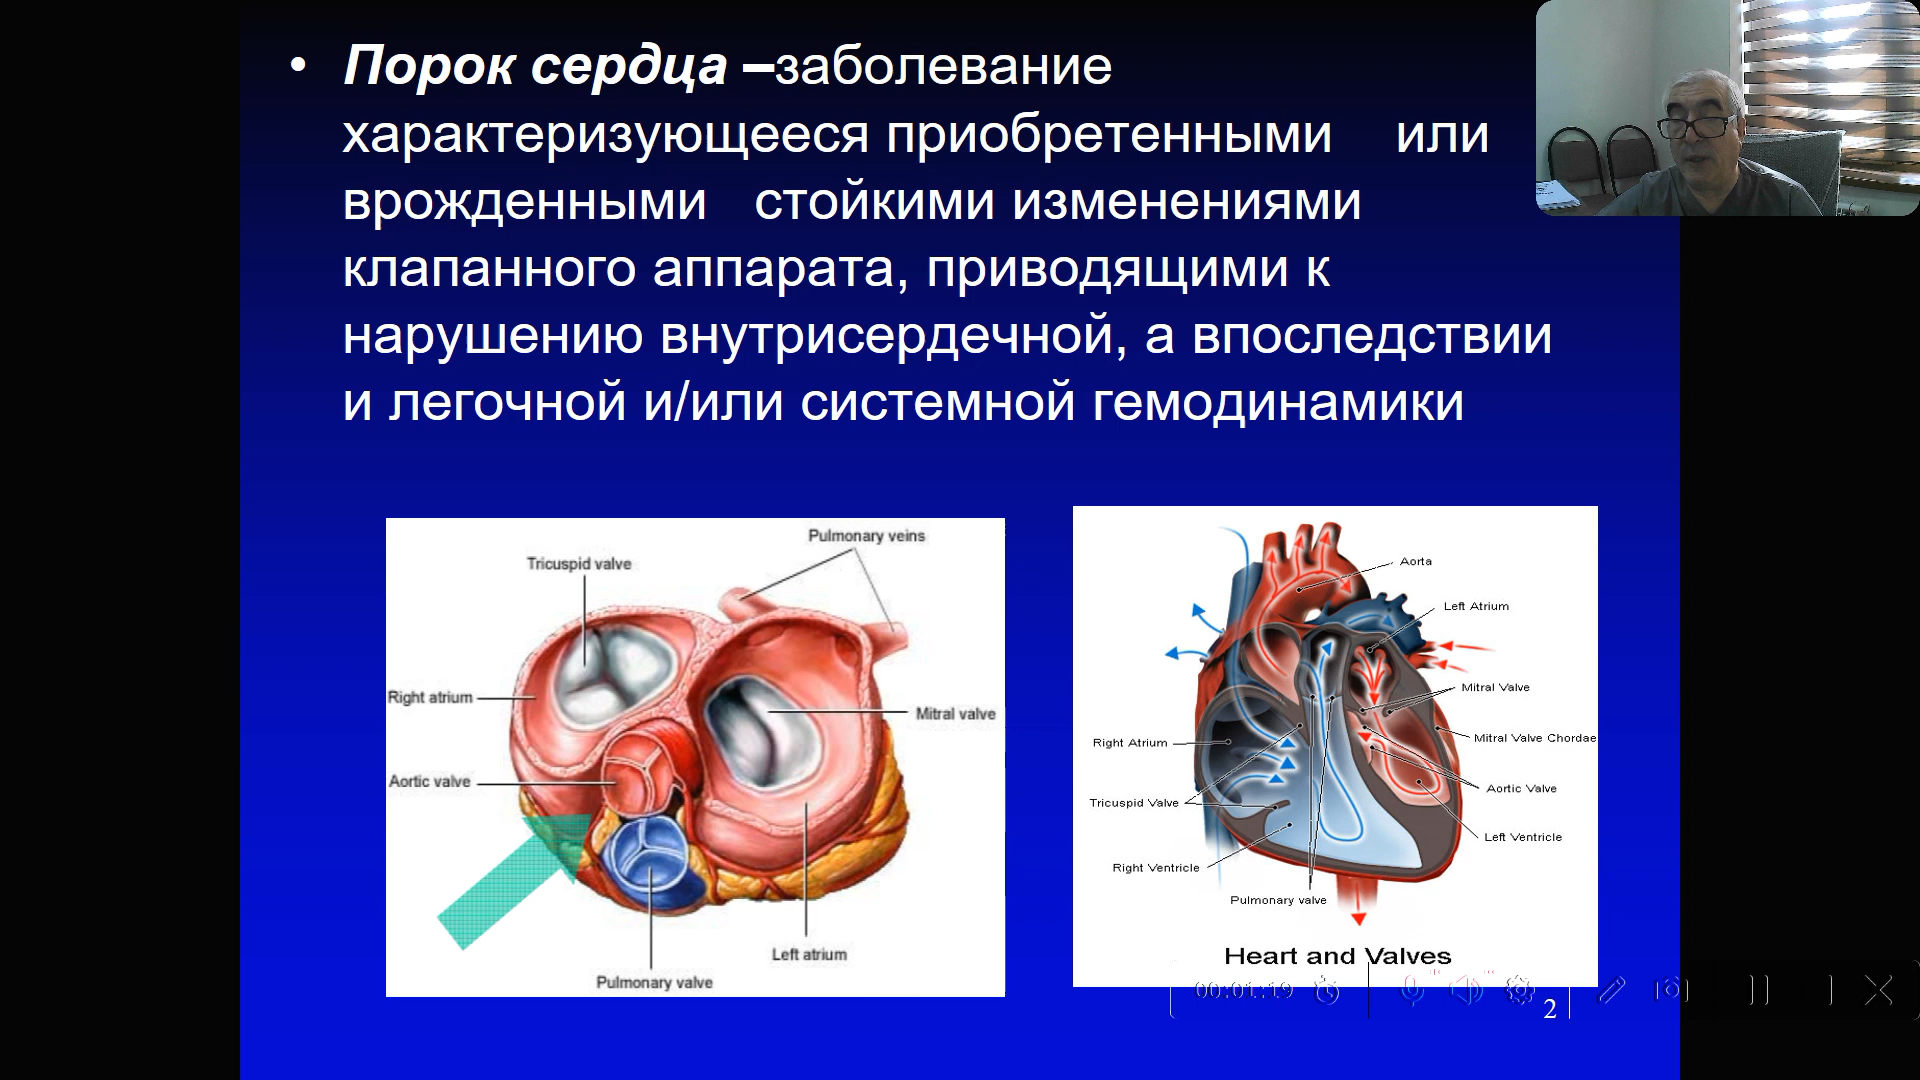 • Порок сердца –заболевание
характеризующееся приобретенными или
врожденными стойкими изменениями
клапанного аппарата, приводящими к
нарушению внутрисердечной, а впоследствии
и легочной и/или системной гемодинамики
Pulmonary veins
Tricuspid valve
Right atrium
Mitral valve
Aortic valve
Left atrium
Pulmonary valve
Aorta
Left Atrium
Mitral Valve
Mitral Valve Chordae
Right Atrium
Aortic Valve
Tricuspid Valve
Left Ventricle
Right Ventricle
Pulmonary valve
Heart and Valves
00:01:19
2